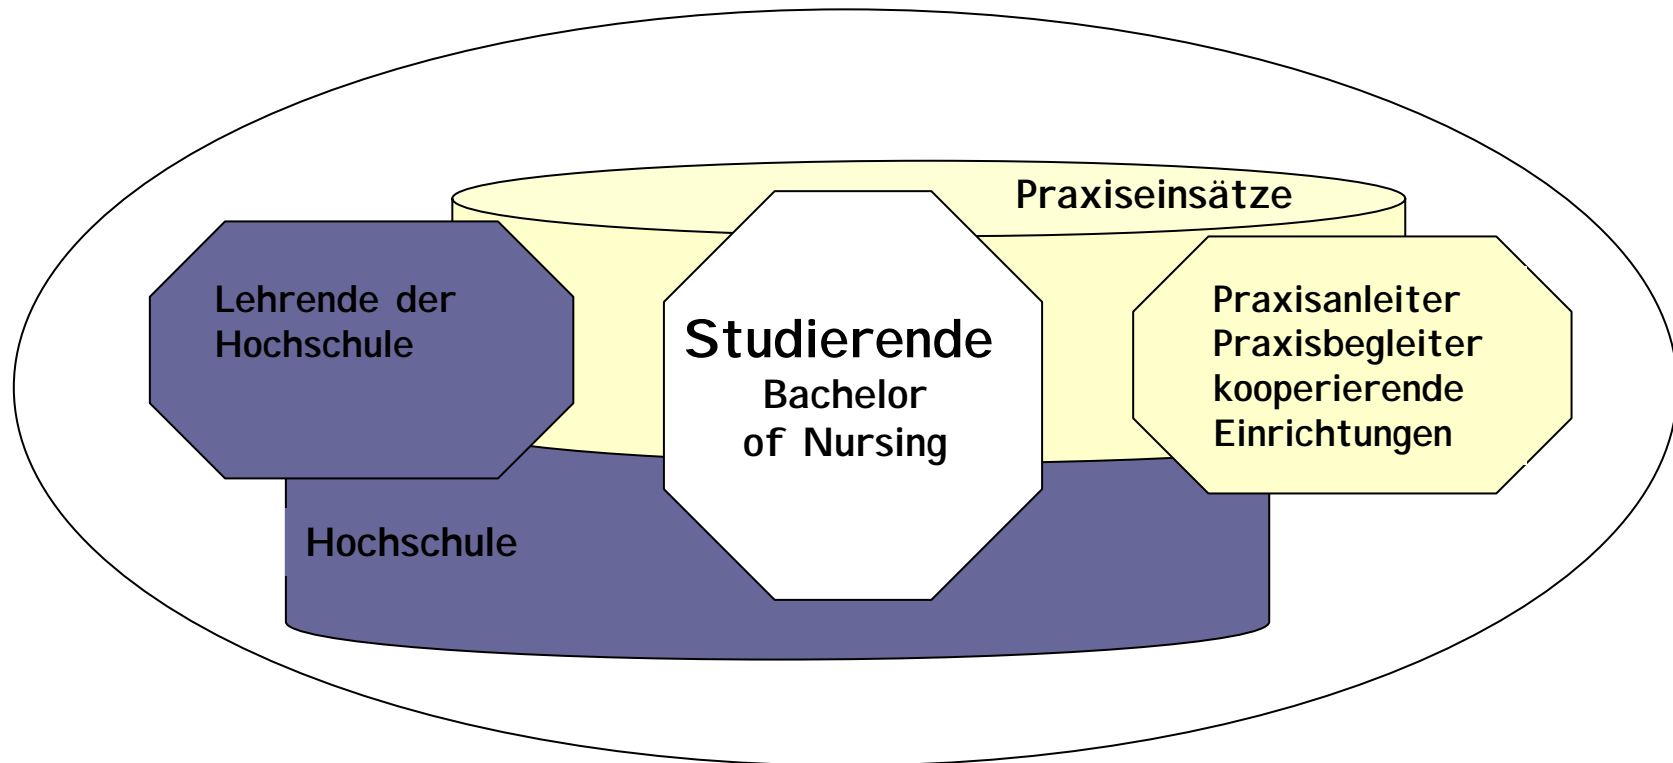 Praxiseinsätze
Lehrende der
Hochschule
Studierende
Bachelor
of Nursing
Praxisanleiter
Praxisbegleiter
kooperierende
Einrichtungen
Hochschule